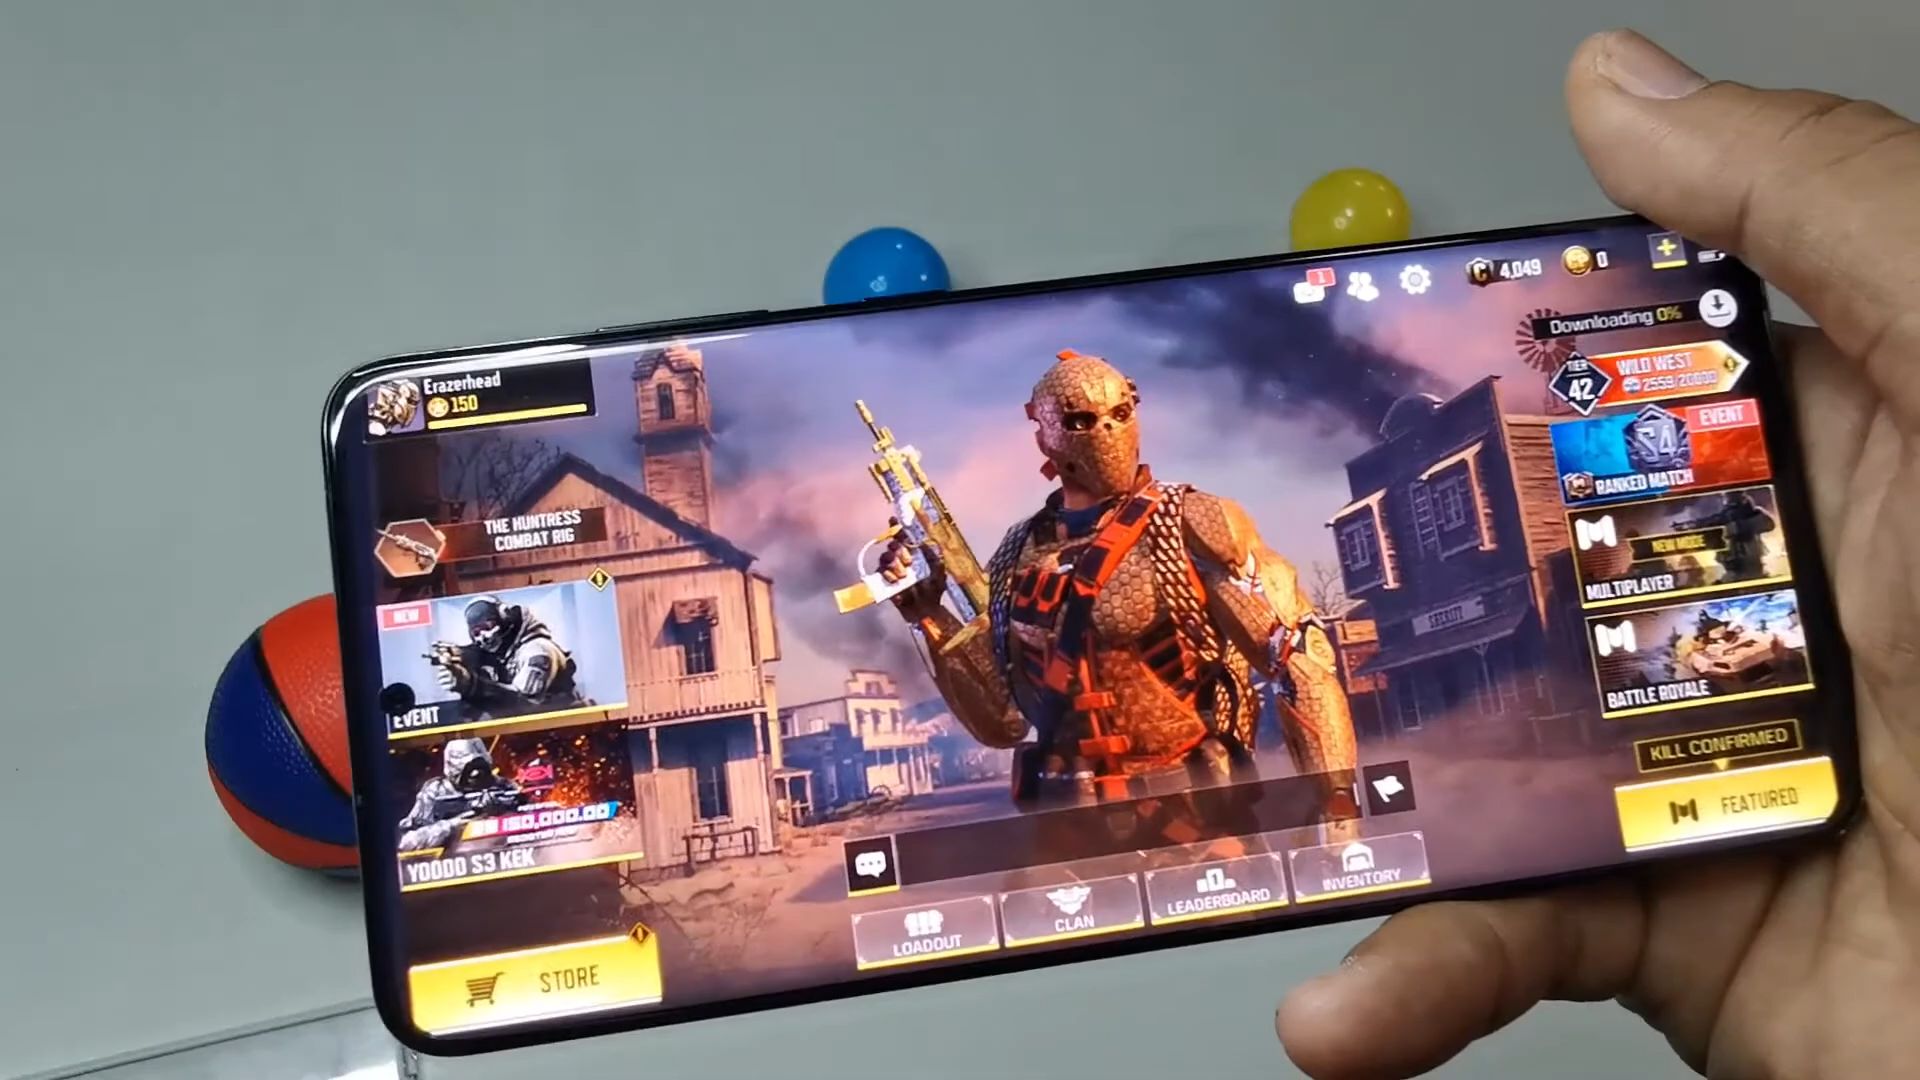 Erazerhead
150
1
4,049
0
Downloading 0%
TIER
42
WILD WEST
2559/20000
EVENT
S4
RANKED MATCH
NEW MODE
MULTIPLAYER
BATTLE ROYALE
KILL CONFIRMED
FEATURED
THE HUNTRESS
COMBAT RIG
NEW
EVENT
150,000.00
YOODO S3 KEK
STORE
LOADOUT
CLAN
LEADERBOARD
INVENTORY